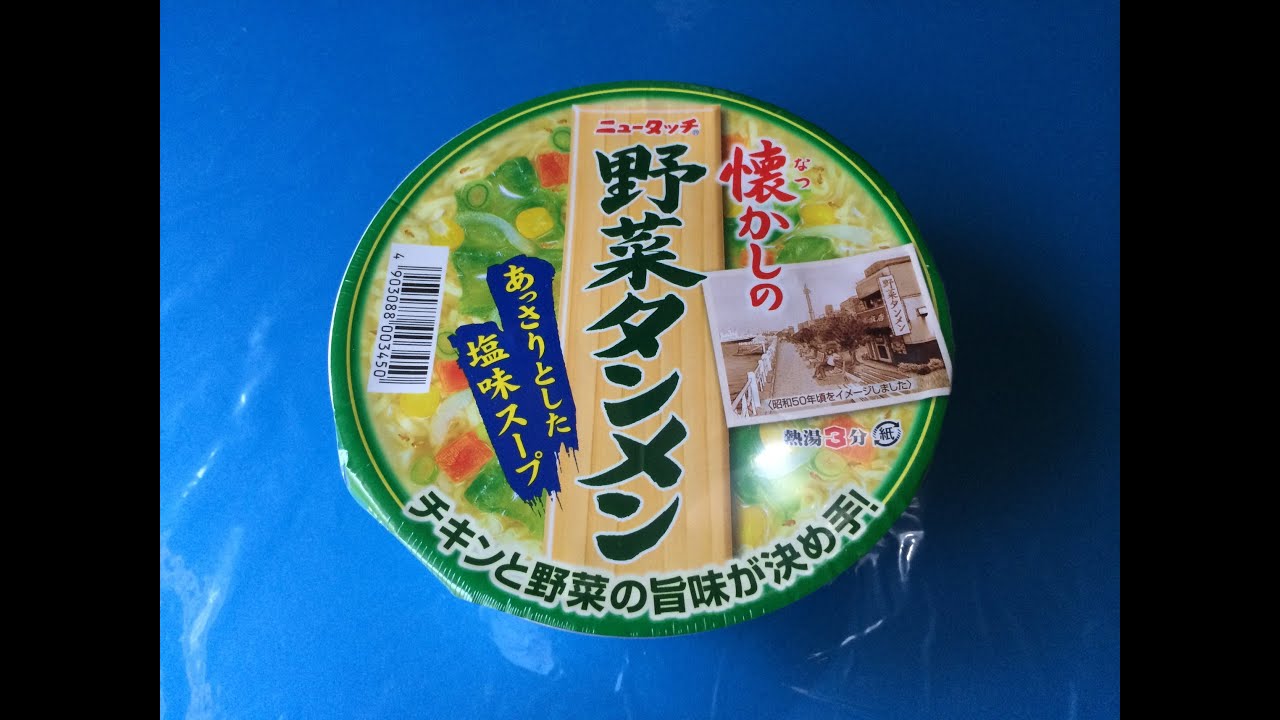 ニュータッチ
懐かしの
なつ
野菜タンメン
あっさりとした
塩味スープ
野菜タンメン
〈昭和50年頃をイメージしました〉
熱湯3分
紙
チキンと野菜の旨味が決め手!
4903088003450